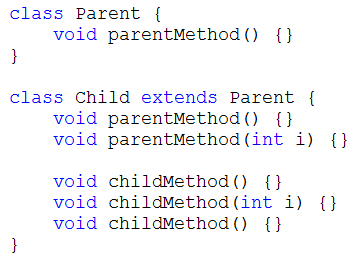 class Parent {
    void parentMethod() {}
}

class Child extends Parent {
    void parentMethod() {}
    void parentMethod(int i) {}

    void childMethod() {}
    void childMethod(int i) {}
    void childMethod() {}
}